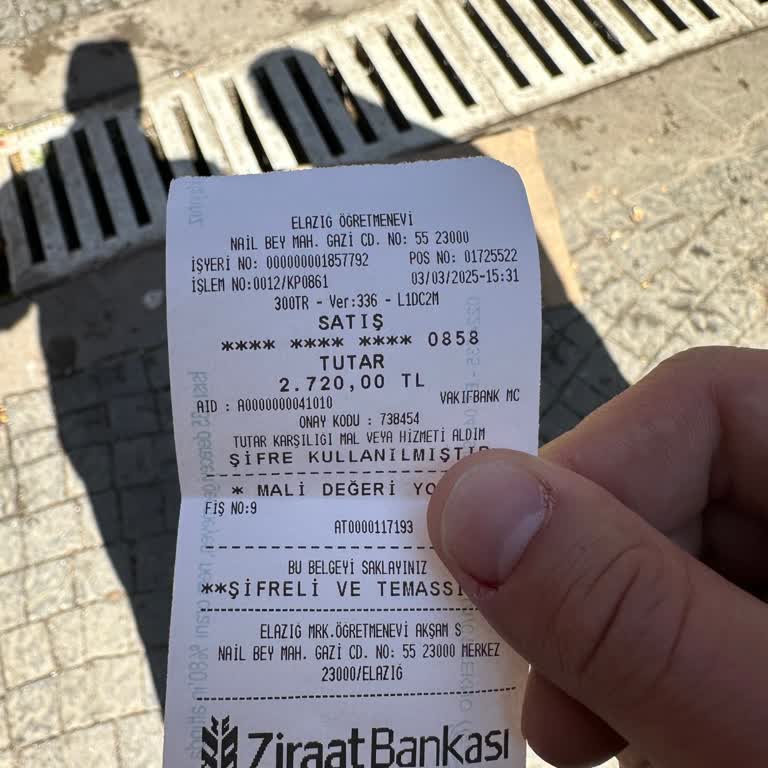 ELAZIĞ ÖĞRETMENEVİ
NAİL BEY MAH. GAZİ CD. NO: 55 23000
İŞYERİ NO: 000000001857792 POS NO: 01725522
İŞLEM NO:0012/KP0861 03/03/2025-15:31
300TR - Ver:336 - L1DC2M
SATIŞ
**** **** **** 0858
TUTAR
2.720,00 TL
AID : A0000000041010 VAKIFBANK MC
ONAY KODU : 738454
TUTAR KARŞILIGI MAL VEYA HİZMETİ ALDIM
ŞİFRE KULLANILMIŞTIR
* MALİ DEĞERİ
FİŞ NO:9
AT0000117193
BU BELGEYİ SAKLAYINIZ
**ŞİFRELİ VE
ELAZIĞ MRK.ÖĞRETMENEVİ AKŞAM S
NAİL BEY MAH. GAZİ CD. NO: 55 23000 MERKEZ
23000/ELAZIĞ
Ziraat Bankası